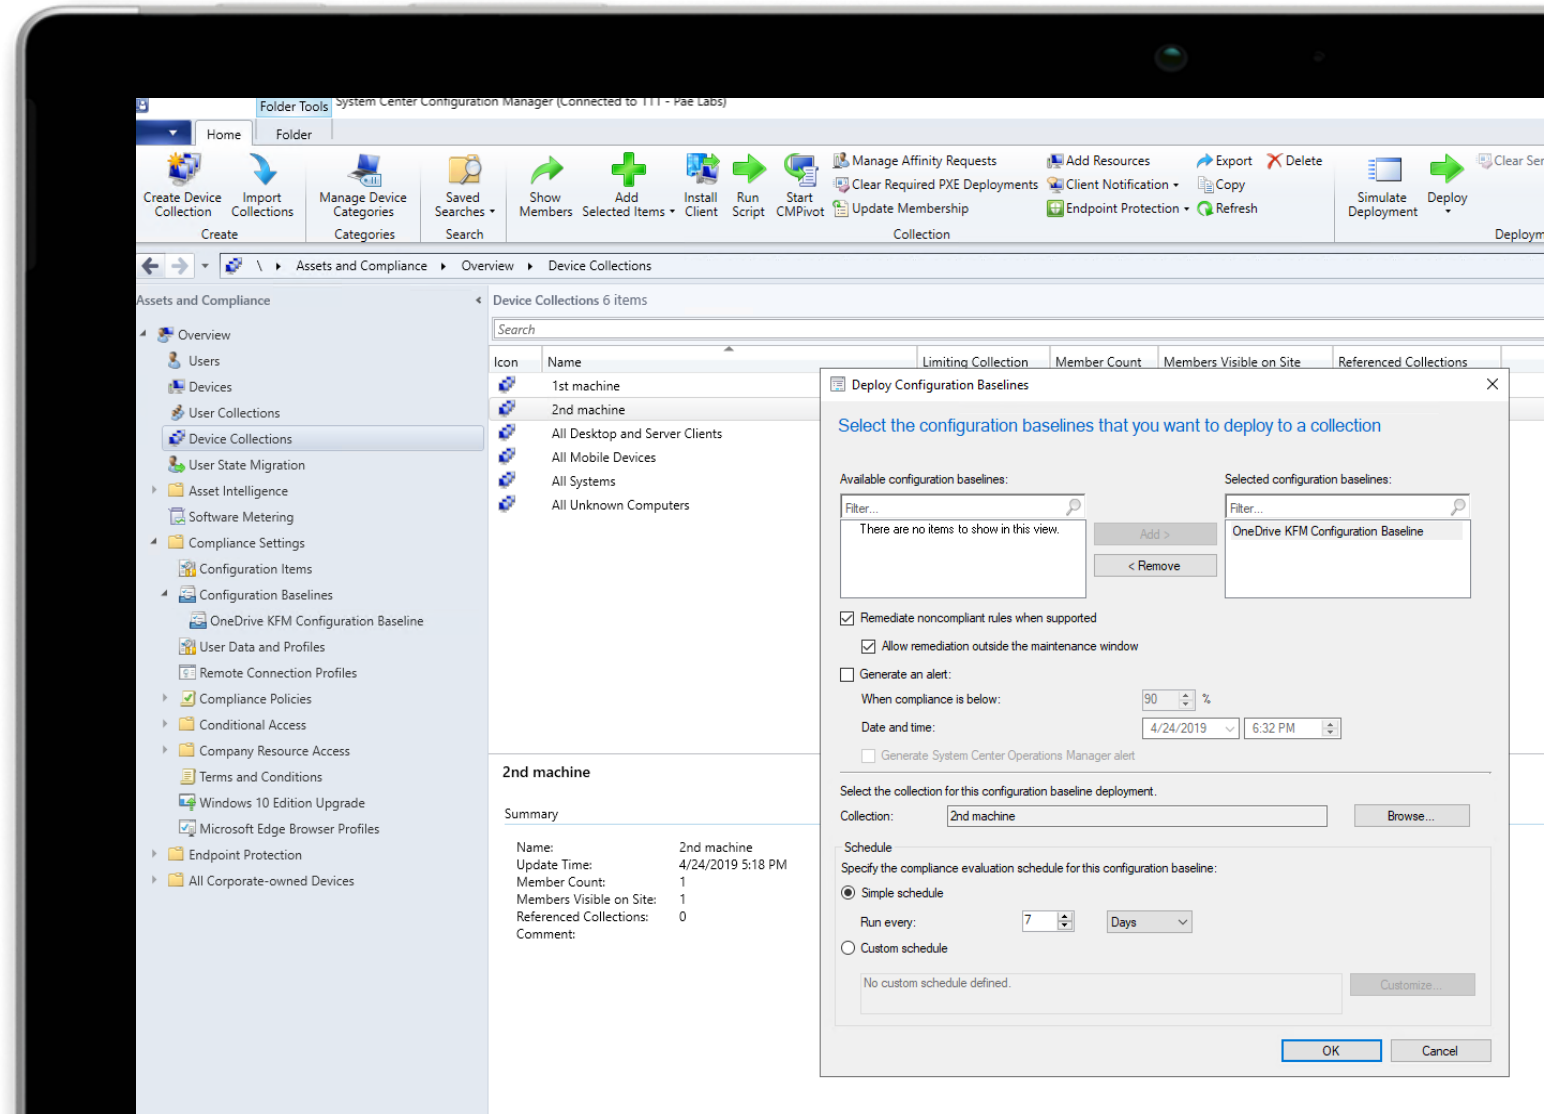 Folder Tools System Center Configuration Manager (Connected to TTT - Pae Labs)
Home Folder
Create Device Collection
Import Collections
Create
Manage Device Categories
Categories
Saved Searches
Search
Show Members
Add Selected Items
Install Client
Run Script
Start CMPivot
Manage Affinity Requests
Clear Required PXE Deployments
Update Membership
Add Resources
Client Notification
Endpoint Protection
Export
Copy
Refresh
Delete
Collection
Simulate Deployment
Deploy
Clear Ser
Deploym
\ Assets and Compliance Overview Device Collections
Assets and Compliance
Overview
Users
Devices
User Collections
Device Collections
User State Migration
Asset Intelligence
Software Metering
Compliance Settings
Configuration Items
Configuration Baselines
OneDrive KFM Configuration Baseline
User Data and Profiles
Remote Connection Profiles
Compliance Policies
Conditional Access
Company Resource Access
Terms and Conditions
Windows 10 Edition Upgrade
Microsoft Edge Browser Profiles
Endpoint Protection
All Corporate-owned Devices
Device Collections 6 items
Search
Icon Name Limiting Collection Member Count Members Visible on Site Referenced Collections
1st machine
2nd machine
All Desktop and Server Clients
All Mobile Devices
All Systems
All Unknown Computers
2nd machine
Summary
Name: 2nd machine
Update Time: 4/24/2019 5:18 PM
Member Count: 1
Members Visible on Site: 1
Referenced Collections: 0
Comment:
Deploy Configuration Baselines
Select the configuration baselines that you want to deploy to a collection
Available configuration baselines: Selected configuration baselines:
Filter... Filter...
There are no items to show in this view. Add > OneDrive KFM Configuration Baseline
< Remove
Remediate noncompliant rules when supported
Allow remediation outside the maintenance window
Generate an alert:
When compliance is below: 90 %
Date and time: 4/24/2019 6:32 PM
Generate System Center Operations Manager alert
Select the collection for this configuration baseline deployment.
Collection: 2nd machine Browse...
Schedule
Specify the compliance evaluation schedule for this configuration baseline:
Simple schedule
Run every: 7 Days
Custom schedule
No custom schedule defined. Customize...
OK Cancel